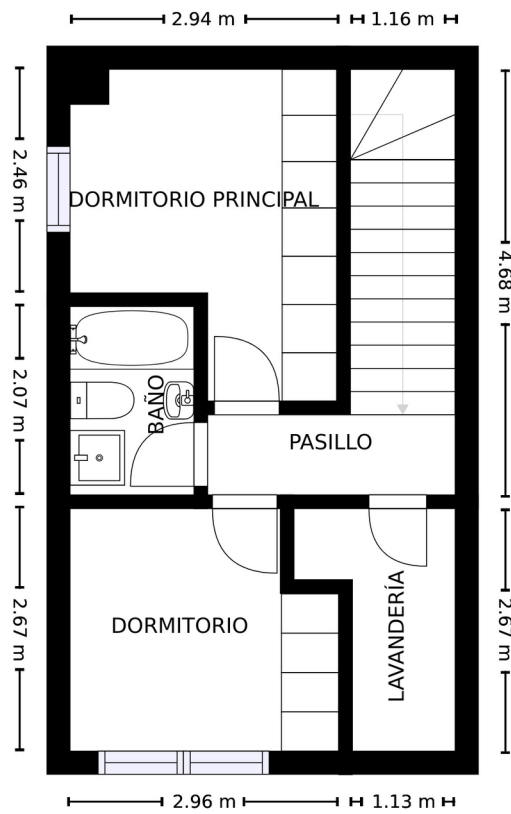 2.94 m
1.16 m
2.46 m
DORMITORIO PRINCIPAL
4.68 m
2.07 m
BAÑO
PASILLO
2.67 m
DORMITORIO
LAVANDERÍA
2.67 m
2.96 m
1.13 m